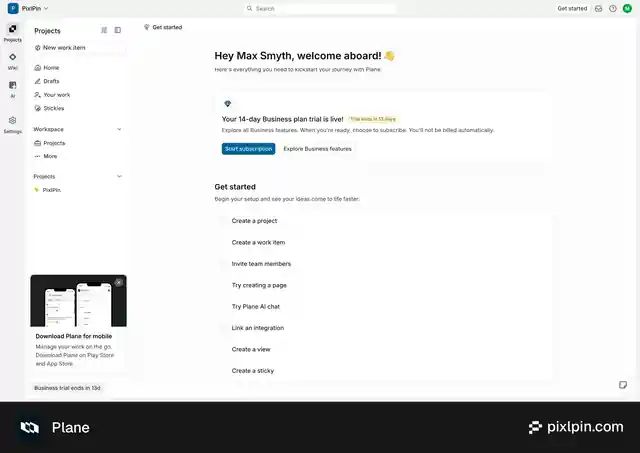 P PixlPin
Search
Get started
M
Projects
Wiki
AI
Settings
Projects
New work item
Home
Drafts
Your work
Stickies
Workspace
Projects
More
Projects
PixlPin
Download Plane for mobile
Manage your work on the go.
Download Plane on Play Store
and App Store
Business trial ends in 13d
Get started
Hey Max Smyth, welcome aboard! 👋
Here's everything you need to kickstart your journey with Plane.
Your 14-day Business plan trial is live! Trial ends in 13 days
Explore all Business features. When you're ready, choose to subscribe. You'll not be billed automatically.
Start subscription Explore Business features
Get started
Begin your setup and see your ideas come to life faster.
Create a project
Create a work item
Invite team members
Try creating a page
Try Plane AI chat
Link an integration
Create a view
Create a sticky
Plane
pixlpin.com